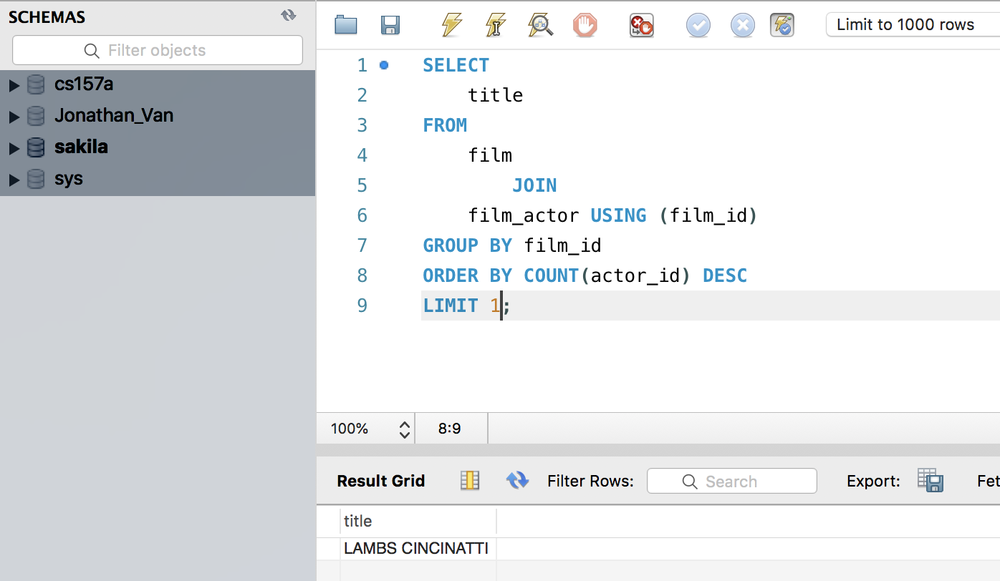 SCHEMAS
Filter objects
cs157a
Jonathan_Van
sakila
sys
Limit to 1000 rows
1 SELECT
2 title
3 FROM
4 film
5 JOIN
6 film_actor USING (film_id)
7 GROUP BY film_id
8 ORDER BY COUNT(actor_id) DESC
9 LIMIT 1;
100% 8:9
Result Grid Filter Rows: Search Export: Fet
title
LAMBS CINCINATTI